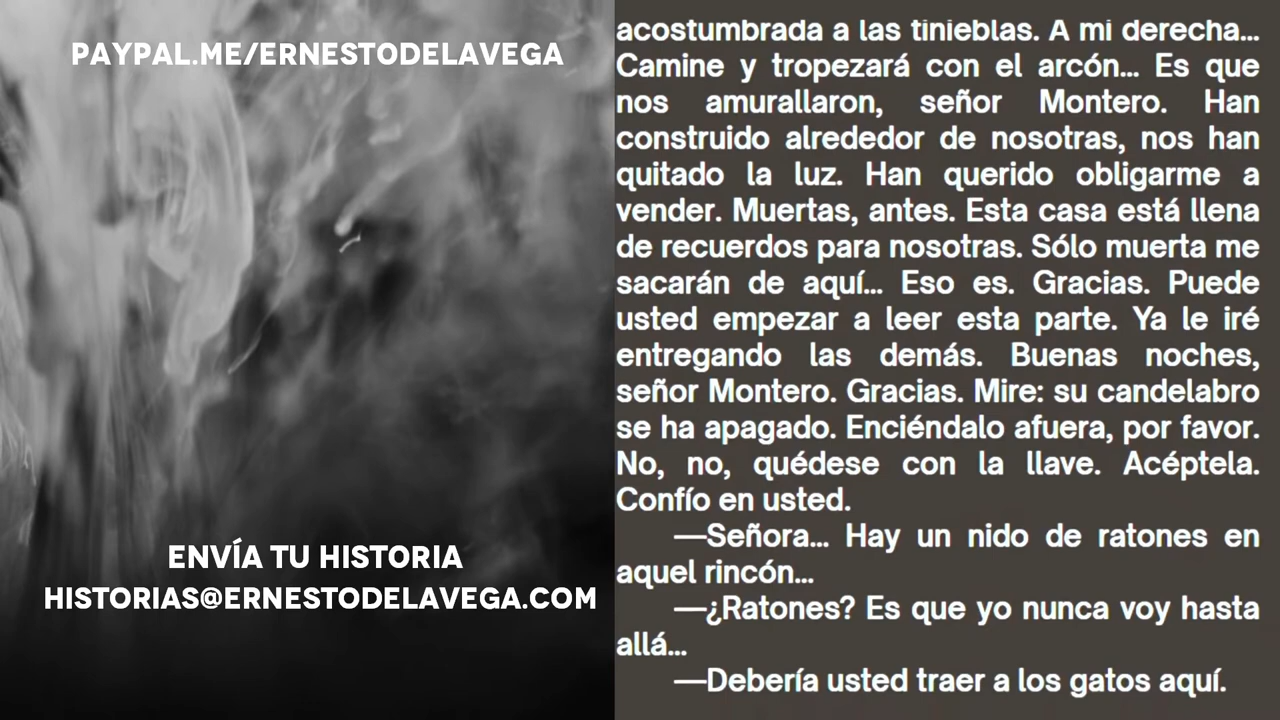 PAYPAL.ME/ERNESTODELAVEGA
ENVÍA TU HISTORIA
HISTORIAS@ERNESTODELAVEGA.COM
acostumbrada a las tinieblas. A mi derecha...
Camine y tropezará con el arcón... Es que
nos amurallaron, señor Montero. Han
construido alrededor de nosotras, nos han
quitado la luz. Han querido obligarme a
vender. Muertas, antes. Esta casa está llena
de recuerdos para nosotras. Sólo muerta me
sacarán de aquí... Eso es. Gracias. Puede
usted empezar a leer esta parte. Ya le iré
entregando las demás. Buenas noches,
señor Montero. Gracias. Mire: su candelabro
se ha apagado. Enciéndalo afuera, por favor.
No, no, quédese con la llave. Acéptela.
Confío en usted.
—Señora... Hay un nido de ratones en
aquel rincón...
—¿Ratones? Es que yo nunca voy hasta
allá...
—Debería usted traer a los gatos aquí.